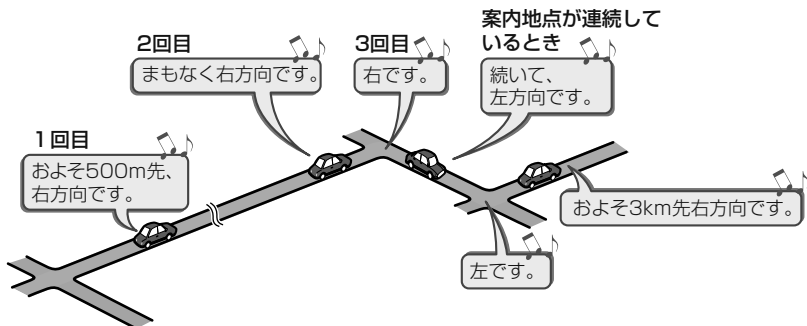 1回目
およそ500m先、
右方向です。
2回目
まもなく右方向です。
3回目
右です。
案内地点が連続して
いるとき
続いて、
左方向です。
左です。
およそ3km先右方向です。